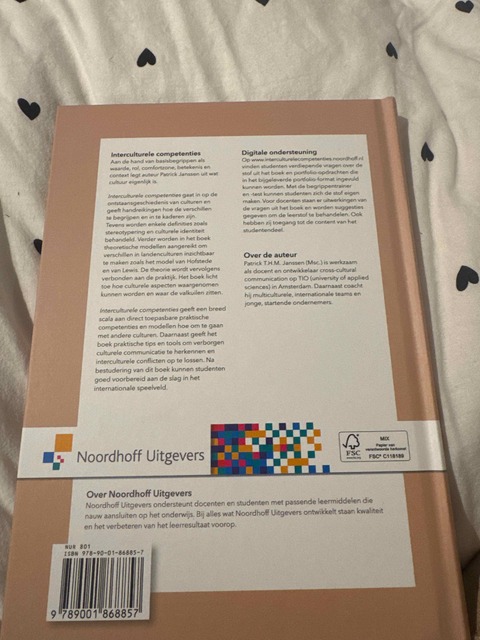 Interculturele competenties
Aan de hand van basisbegrippen als
waarde, rol, comfortzone, betekenis en
context legt auteur Patrick Janssen uit wat
cultuur eigenlijk is.
Interculturele competenties gaat in op de
ontstaansgeschiedenis van culturen en
geeft handreikingen hoe de verschillen
te begrijpen en in te kaderen zijn.
Tevens worden enkele definities zoals
stereotypering en culturele identiteit
behandeld. Verder worden in het boek
theoretische modellen aangereikt om
verschillen in landenculturen inzichtbaar
te maken zoals het model van Hofstede
en van Lewis. De theorie wordt vervolgens
verbonden aan de praktijk. Het boek licht
toe hoe culturele aspecten waargenomen
kunnen worden en waar de valkuilen zitten.
Interculturele competenties geeft een breed
scala aan direct toepasbare praktische
competenties en modellen hoe om te gaan
met andere culturen. Daarnaast geeft het
boek praktische tips en tools om verborgen
culturele communicatie te herkennen en
interculturele conflicten op te lossen. Na
bestudering van dit boek kunnen studenten
goed voorbereid aan de slag in het
internationale speelveld.
Digitale ondersteuning
Op www.interculturelecompetenties.noordhoff.nl
vinden studenten verdiepende vragen over de
stof uit het boek en portfolio-opdrachten die
in het bijgeleverde portfolio-format ingevuld
kunnen worden. Met de begrippentrainer
en -test kunnen studenten zich de stof eigen
maken. Voor docenten staan er uitwerkingen van
de vragen uit het boek en worden suggesties
gegeven om de leerstof te behandelen. Ook
hebben zij toegang tot de content van het
studentendeel.
Over de auteur
Patrick T.H.M. Janssen (Msc.) is werkzaam
als docent en ontwikkelaar cross-cultural
communication op TIO (university of applied
sciences) in Amsterdam. Daarnaast coacht
hij multiculturele, internationale teams en
jonge, startende ondernemers.
Noordhoff Uitgevers
FSC
MIX
Papier van
verantwoorde herkomst
FSC® C118189
Over Noordhoff Uitgevers
Noordhoff Uitgevers ondersteunt docenten en studenten met passende leermiddelen die
nauw aansluiten op het onderwijs. Bij alles wat Noordhoff Uitgevers ontwikkelt staan kwaliteit
en het verbeteren van het leerresultaat voorop.
NUR 801
ISBN 978-90-01-86885-7
9 789001 868857